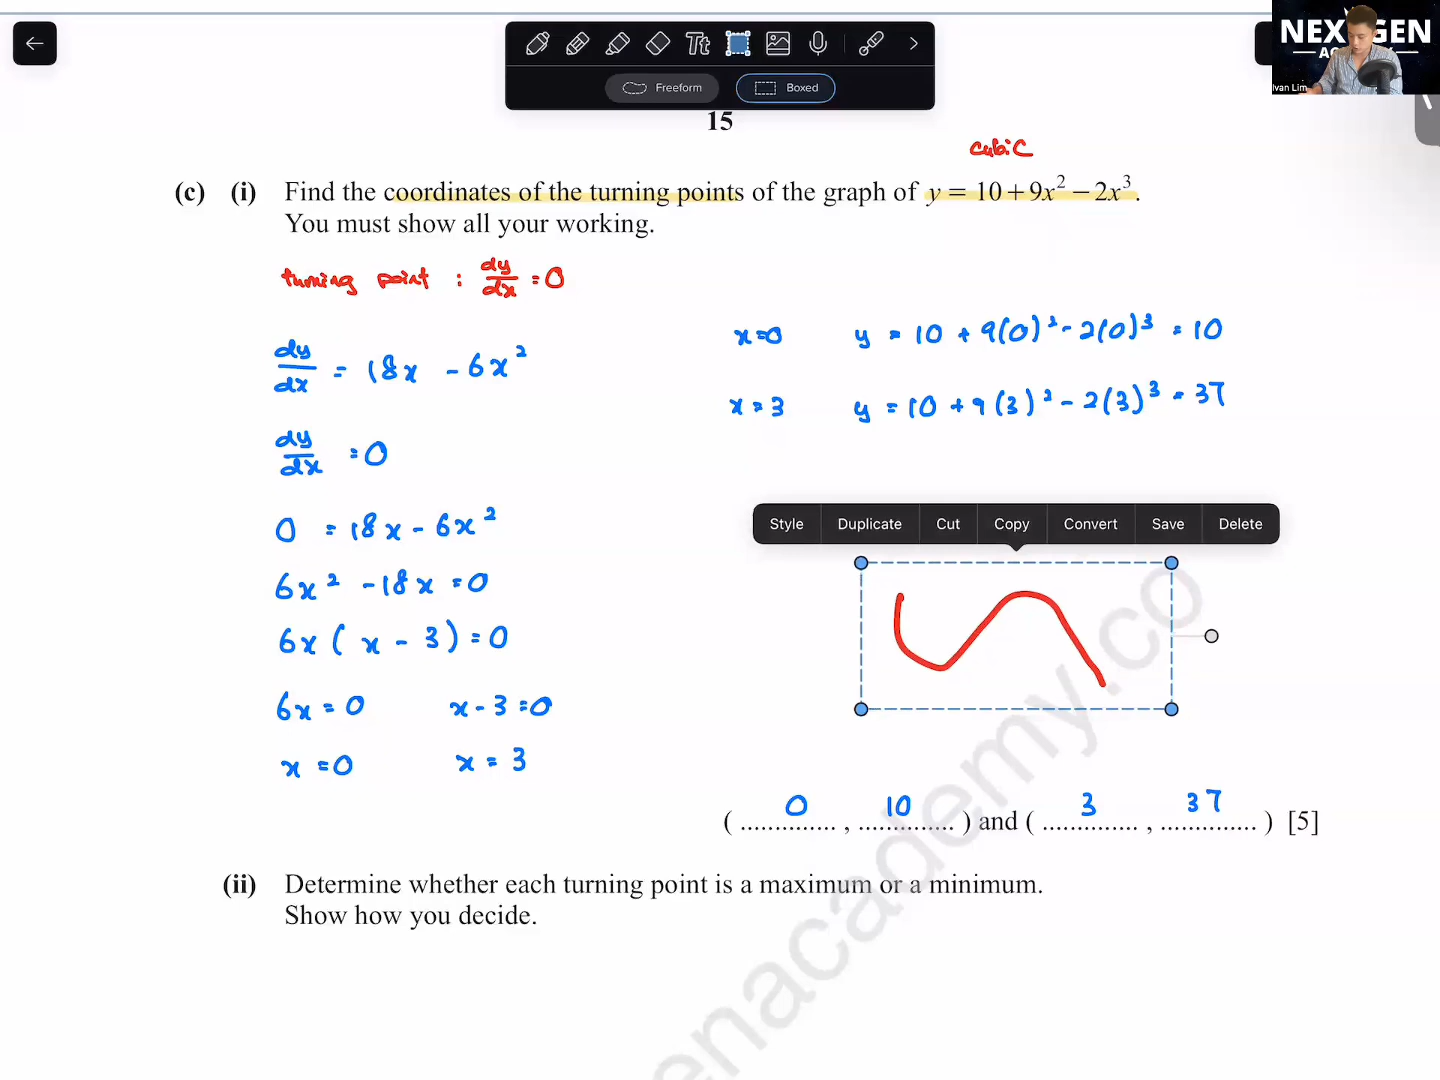 Tt
Freeform Boxed
NEXTGEN
Ivan Lim
15
cubic
(c) (i) Find the coordinates of the turning points of the graph of y = 10 + 9x² − 2x³.
You must show all your working.
turning point : dy/dx = 0
dy/dx = 18x − 6x²
dy/dx = 0
0 = 18x − 6x²
6x² − 18x = 0
6x ( x − 3 ) = 0
6x = 0 x − 3 = 0
x = 0 x = 3
x = 0 y = 10 + 9(0)² − 2(0)³ = 10
x = 3 y = 10 + 9(3)² − 2(3)³ = 37
Style Duplicate Cut Copy Convert Save Delete
( 0 , 10 ) and ( 3 , 37 ) [5]
(ii) Determine whether each turning point is a maximum or a minimum.
Show how you decide.
enacademy.co